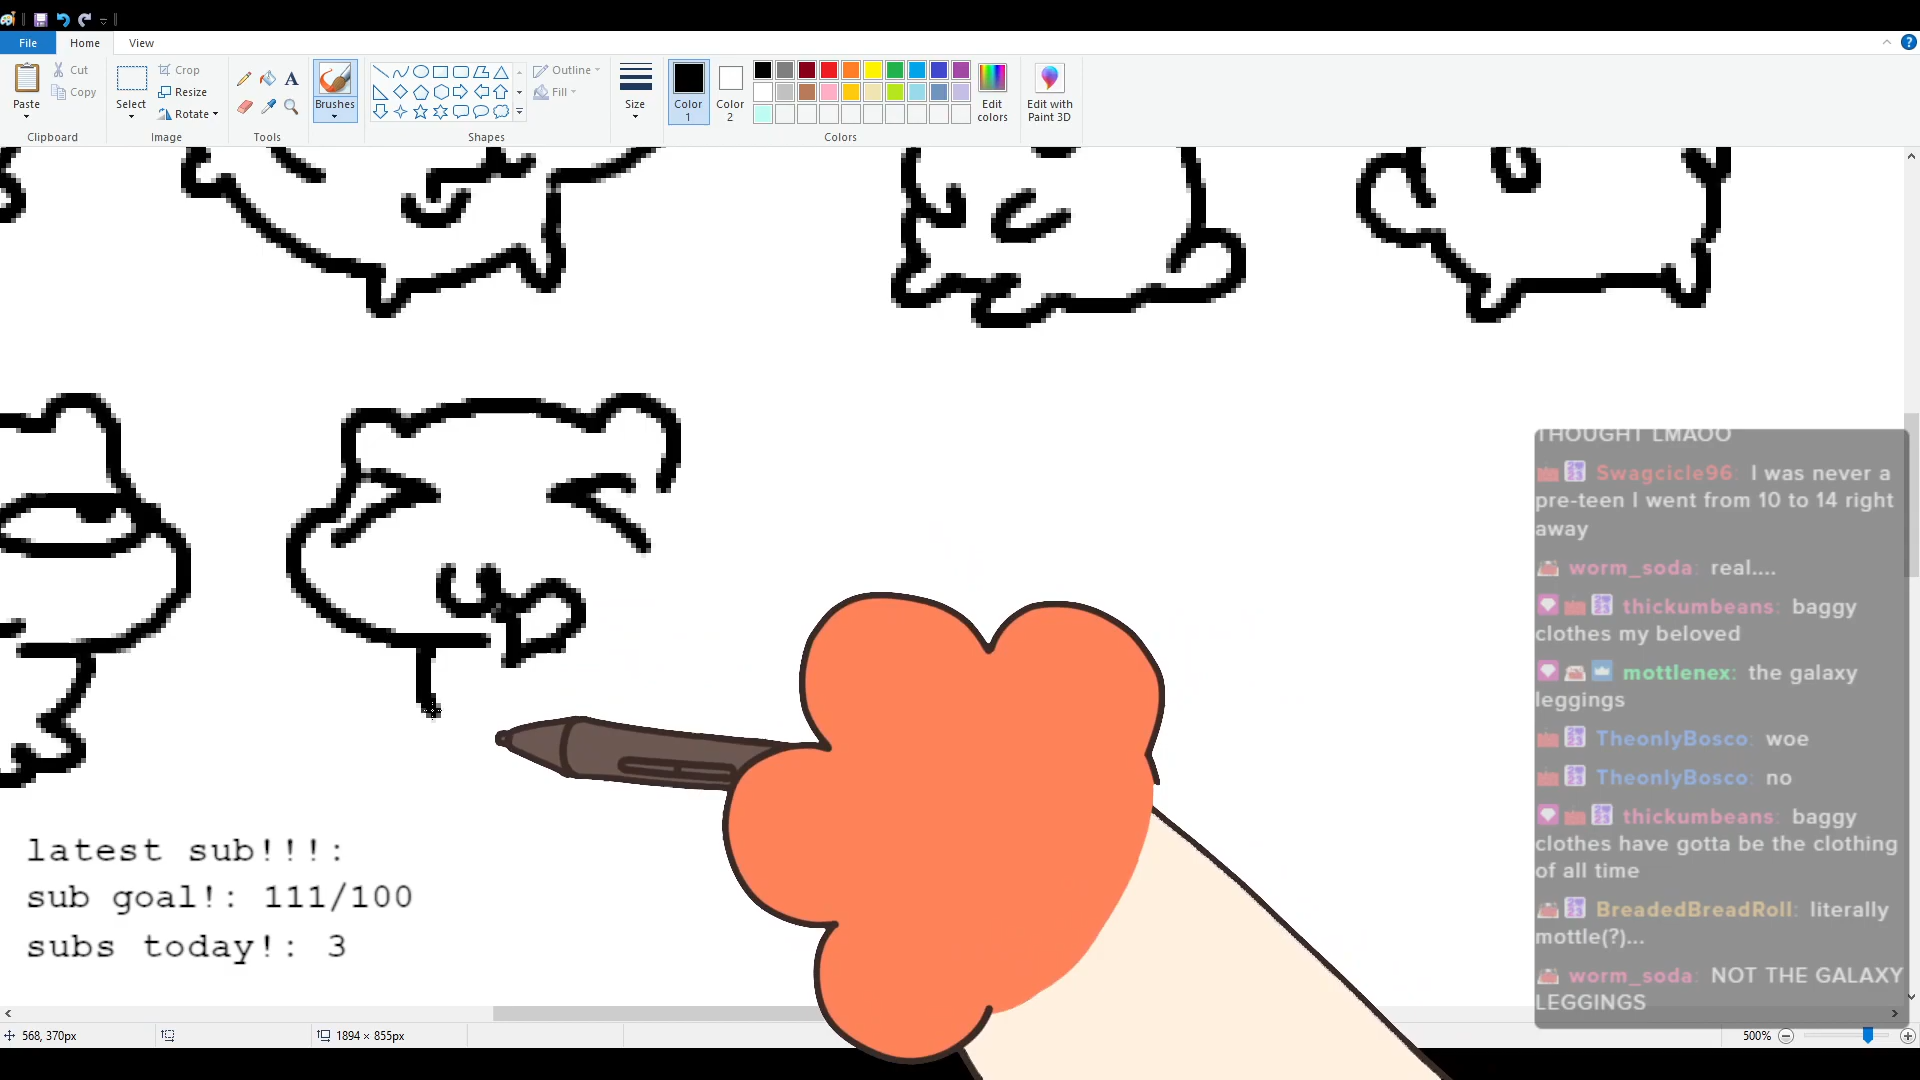 File Home View
Paste
Cut
Copy
Clipboard
Select
Crop
Resize
Rotate
Image
A
Tools
Brushes
Shapes
Outline
Fill
Size
Color 1
Color 2
Edit colors
Colors
Edit with Paint 3D
THOUGHT LMAOO
Swagcicle96: I was never a
pre-teen I went from 10 to 14 right
away
worm_soda: real....
thickumbeans: baggy
clothes my beloved
mottlenex: the galaxy
leggings
TheonlyBosco: woe
TheonlyBosco: no
thickumbeans: baggy
clothes have gotta be the clothing
of all time
BreadedBreadRoll: literally
mottle(?)...
worm_soda: NOT THE GALAXY
LEGGINGS
latest sub!!!:
sub goal!: 111/100
subs today!: 3
568, 370px
1894 × 855px
500%